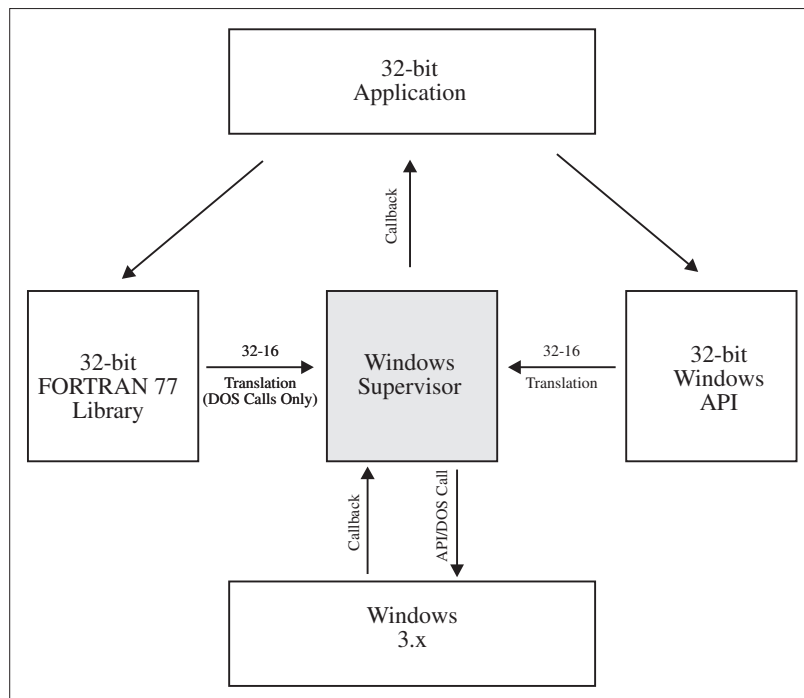 32-bit
Application
Callback
32-bit
FORTRAN 77
Library
32-16
Translation
(DOS Calls Only)
Windows
Supervisor
32-16
Translation
32-bit
Windows
API
Callback
API/DOS Call
Windows
3.x